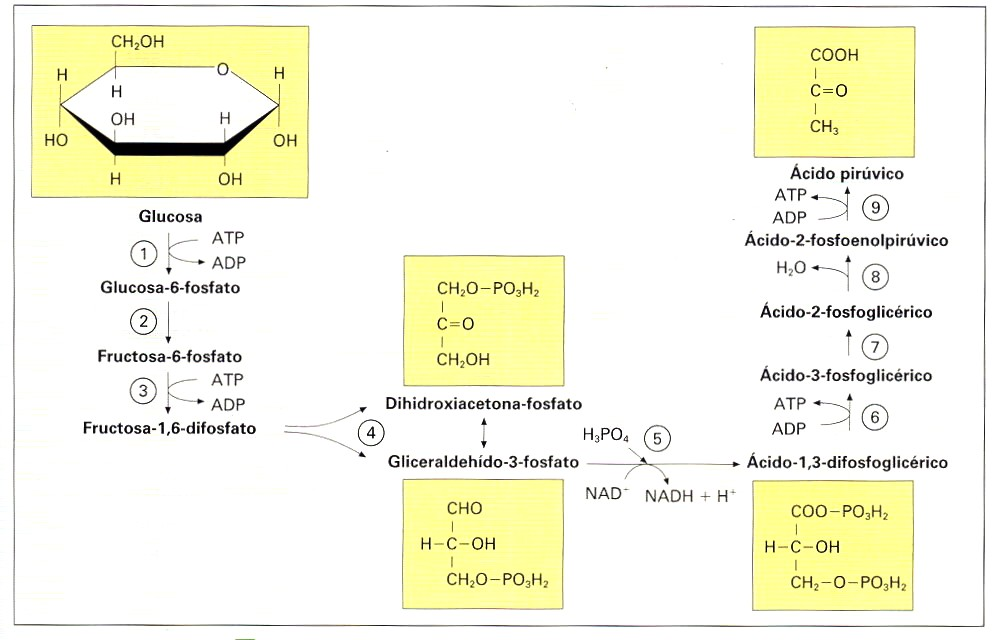 CH₂OH
H
O
H
H
OH
H
HO
OH
H
OH
Glucosa
1
ATP
ADP
Glucosa-6-fosfato
2
Fructosa-6-fosfato
3
ATP
ADP
Fructosa-1,6-difosfato
4
CH₂O–PO₃H₂
C=O
CH₂OH
Dihidroxiacetona-fosfato
Gliceraldehído-3-fosfato
CHO
H–C–OH
CH₂O–PO₃H₂
H₃PO₄
5
NAD⁺
NADH + H⁺
Ácido-1,3-difosfoglicérico
COO–PO₃H₂
H–C–OH
CH₂–O–PO₃H₂
ATP
ADP
6
Ácido-3-fosfoglicérico
7
Ácido-2-fosfoglicérico
H₂O
8
Ácido-2-fosfoenolpirúvico
ATP
ADP
9
Ácido pirúvico
COOH
C=O
CH₃